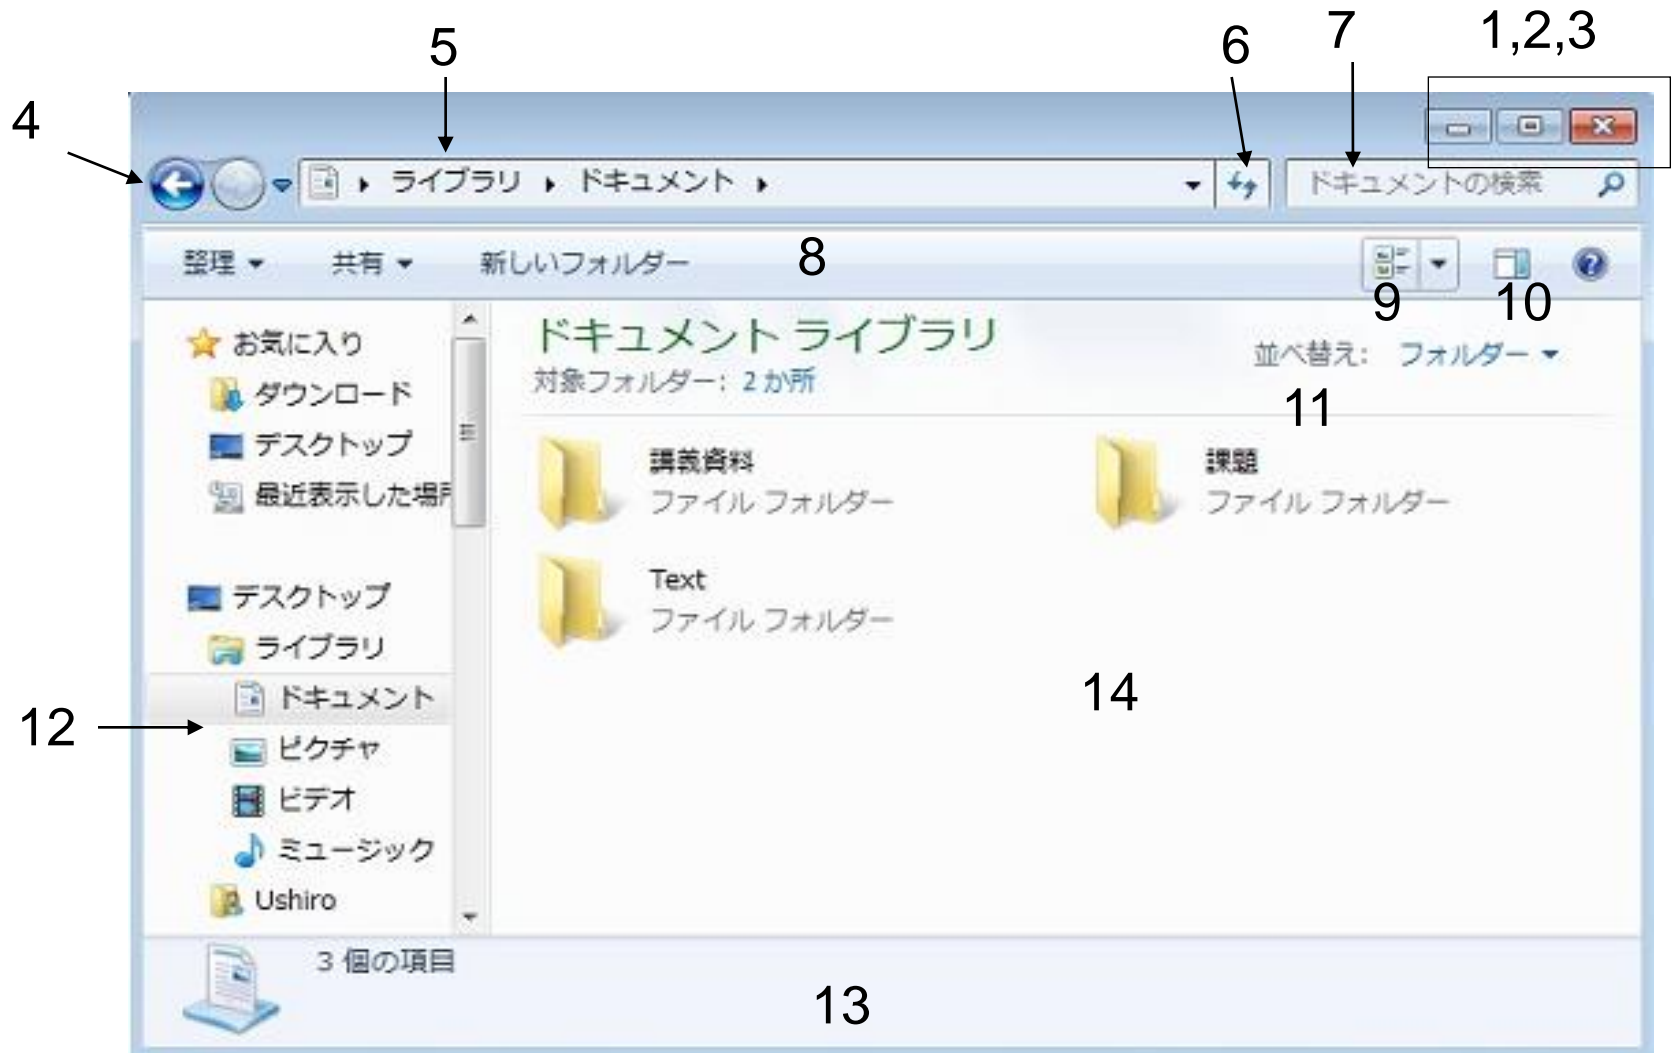 5
6
7
1,2,3
4
ライブラリ ドキュメント
ドキュメントの検索
整理
共有
新しいフォルダー
8
9
10
お気に入り
ダウンロード
デスクトップ
最近表示した場所
デスクトップ
ライブラリ
ドキュメント
ピクチャ
ビデオ
ミュージック
Ushiro
12
ドキュメント ライブラリ
対象フォルダー: 2 か所
並べ替え: フォルダー
11
講義資料
ファイル フォルダー
課題
ファイル フォルダー
Text
ファイル フォルダー
14
3 個の項目
13